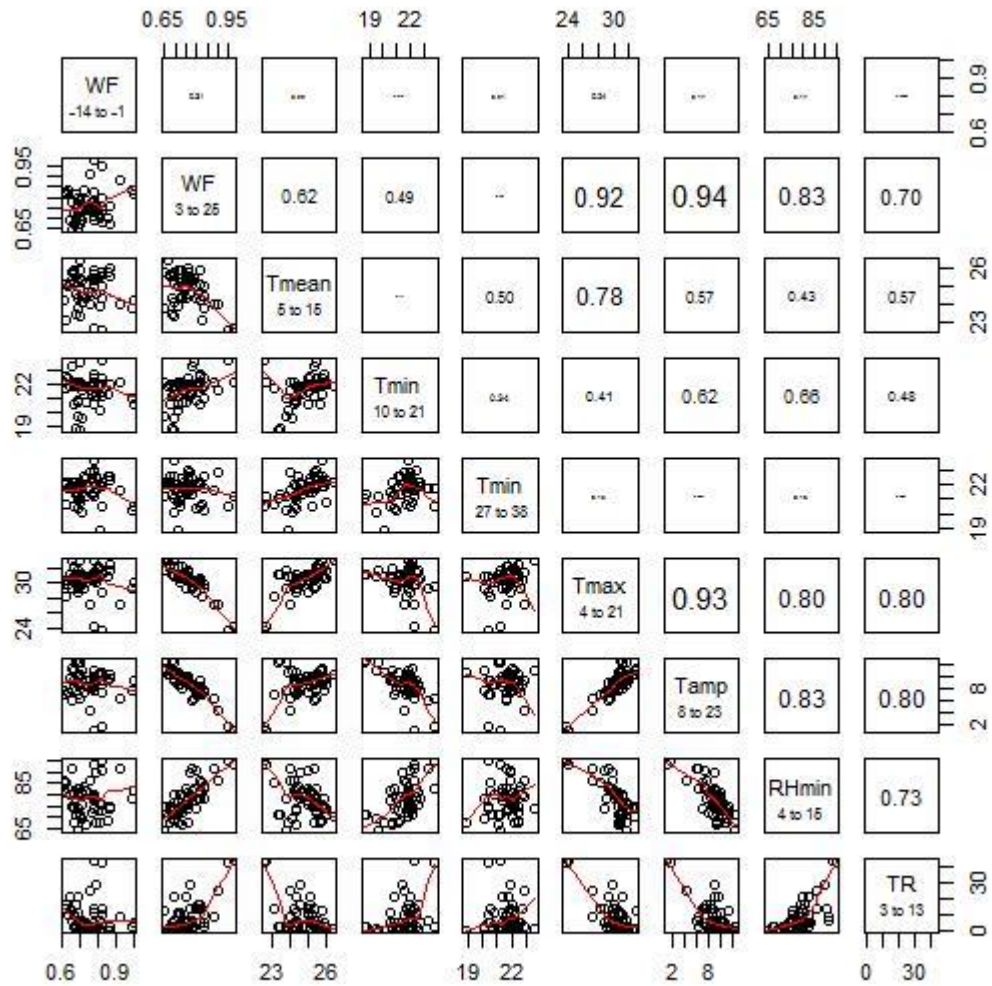 0.65 0.95 19 22 24 30 65 85
WF
-14 to -1
0.6 0.9
0.65 0.95
WF
3 to 25
0.62 0.49 0.92 0.94 0.83 0.70
Tmean
5 to 15
0.50 0.78 0.57 0.43 0.57
23 26
19 22
Tmin
10 to 21
0.34 0.41 0.62 0.66 0.48
Tmin
27 to 38
19 22
24 30
Tmax
4 to 21
0.93 0.80 0.80
Tamp
8 to 23
0.83 0.80
2 8
65 85
RHmin
4 to 15
0.73
TR
3 to 13
0 30
0.6 0.9 23 26 19 22 2 8 0 30